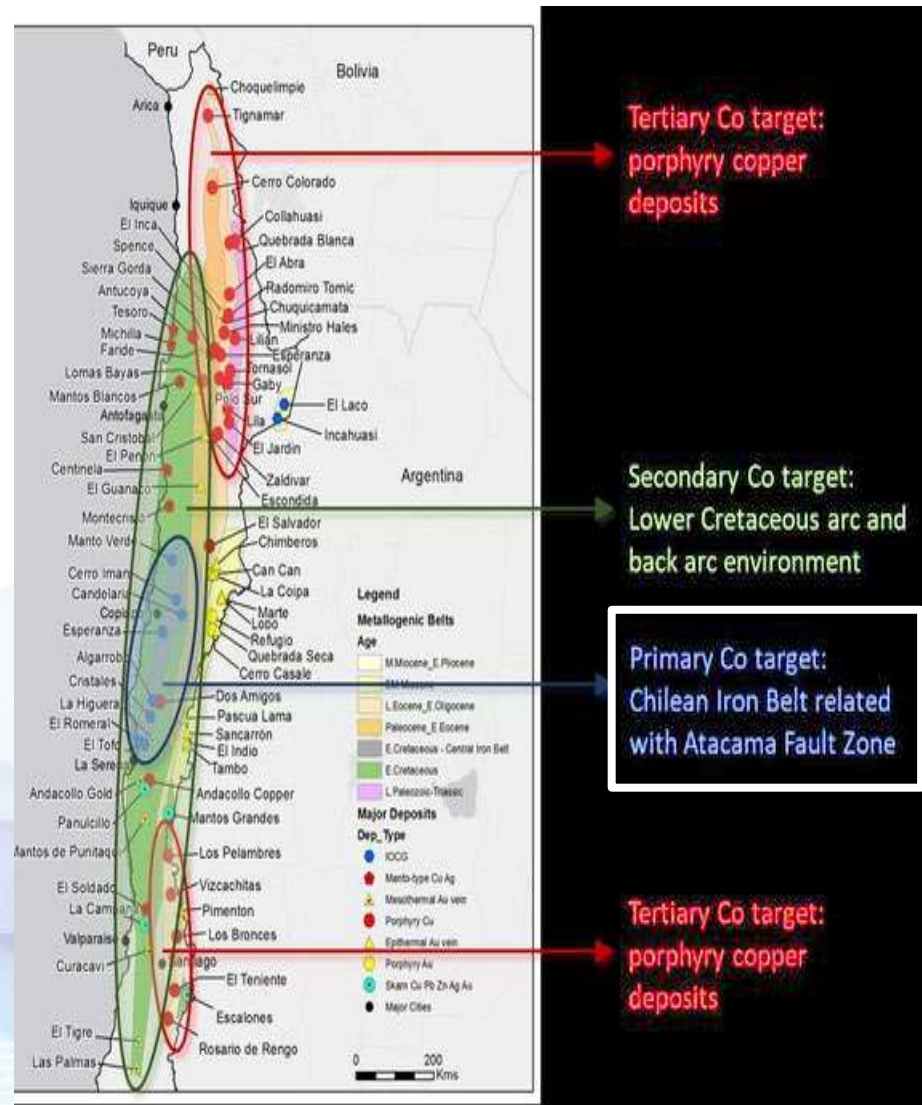 Peru
Bolivia
Choquelimpie
Arica
Tignamar
Cerro Colorado
Iquique
Collahuasi
El Inca
Quebrada Blanca
Spence
El Abra
Sierra Gorda
Radomiro Tomic
Antucoya
Chuquicamata
Tesoro
Ministro Hales
Michilla
Lilian
Faride
Esperanza
Tornasol
Lomas Bayas
Gaby
Mantos Blancos
Polo Sur
El Laco
Antofagasta
Lila
Incahuasi
San Cristobal
El Jardin
El Penon
Centinela
Zaldivar
Argentina
El Guanaco
Escondida
Montecristo
El Salvador
Manto Verde
Chimberos
Cerro Iman
Can Can
Candelaria
La Coipa
Copiapo
Marte
Lobo
Esperanza
Refugio
Quebrada Seca
Algarrobo
Cerro Casale
Cristales
La Higuera
Dos Amigos
El Romeral
Pascua Lama
Sancarrón
El Tofo
El Indio
La Serena
Tambo
Andacollo Gold
Andacollo Copper
Panulcillo
Mantos Grandes
Mantos de Punitaqui
Los Pelambres
El Soldado
Vizcachitas
La Campana
Pimenton
Valparaiso
Los Bronces
Curacavi
Santiago
El Teniente
Escalones
El Tigre
Rosario de Rengo
Las Palmas
Legend
Metallogenic Belts
Age
M.Miocene_E.Pliocene
L.Eocene_E.Oligocene
Paleocene_E.Eocene
E.Cretaceous - Central Iron Belt
E.Cretaceous
L.Paleozoic-Triassic
Major Deposits
Dep_Type
IOCG
Manto-type Cu Ag
Mesothermal Au vein
Porphyry Cu
Epithermal Au vein
Porphyry Au
Skarn Cu Pb Zn Ag Au
Major Cities
0 200
Kms
Tertiary Co target:
porphyry copper
deposits
Secondary Co target:
Lower Cretaceous arc and
back arc environment
Primary Co target:
Chilean Iron Belt related
with Atacama Fault Zone
Tertiary Co target:
porphyry copper
deposits